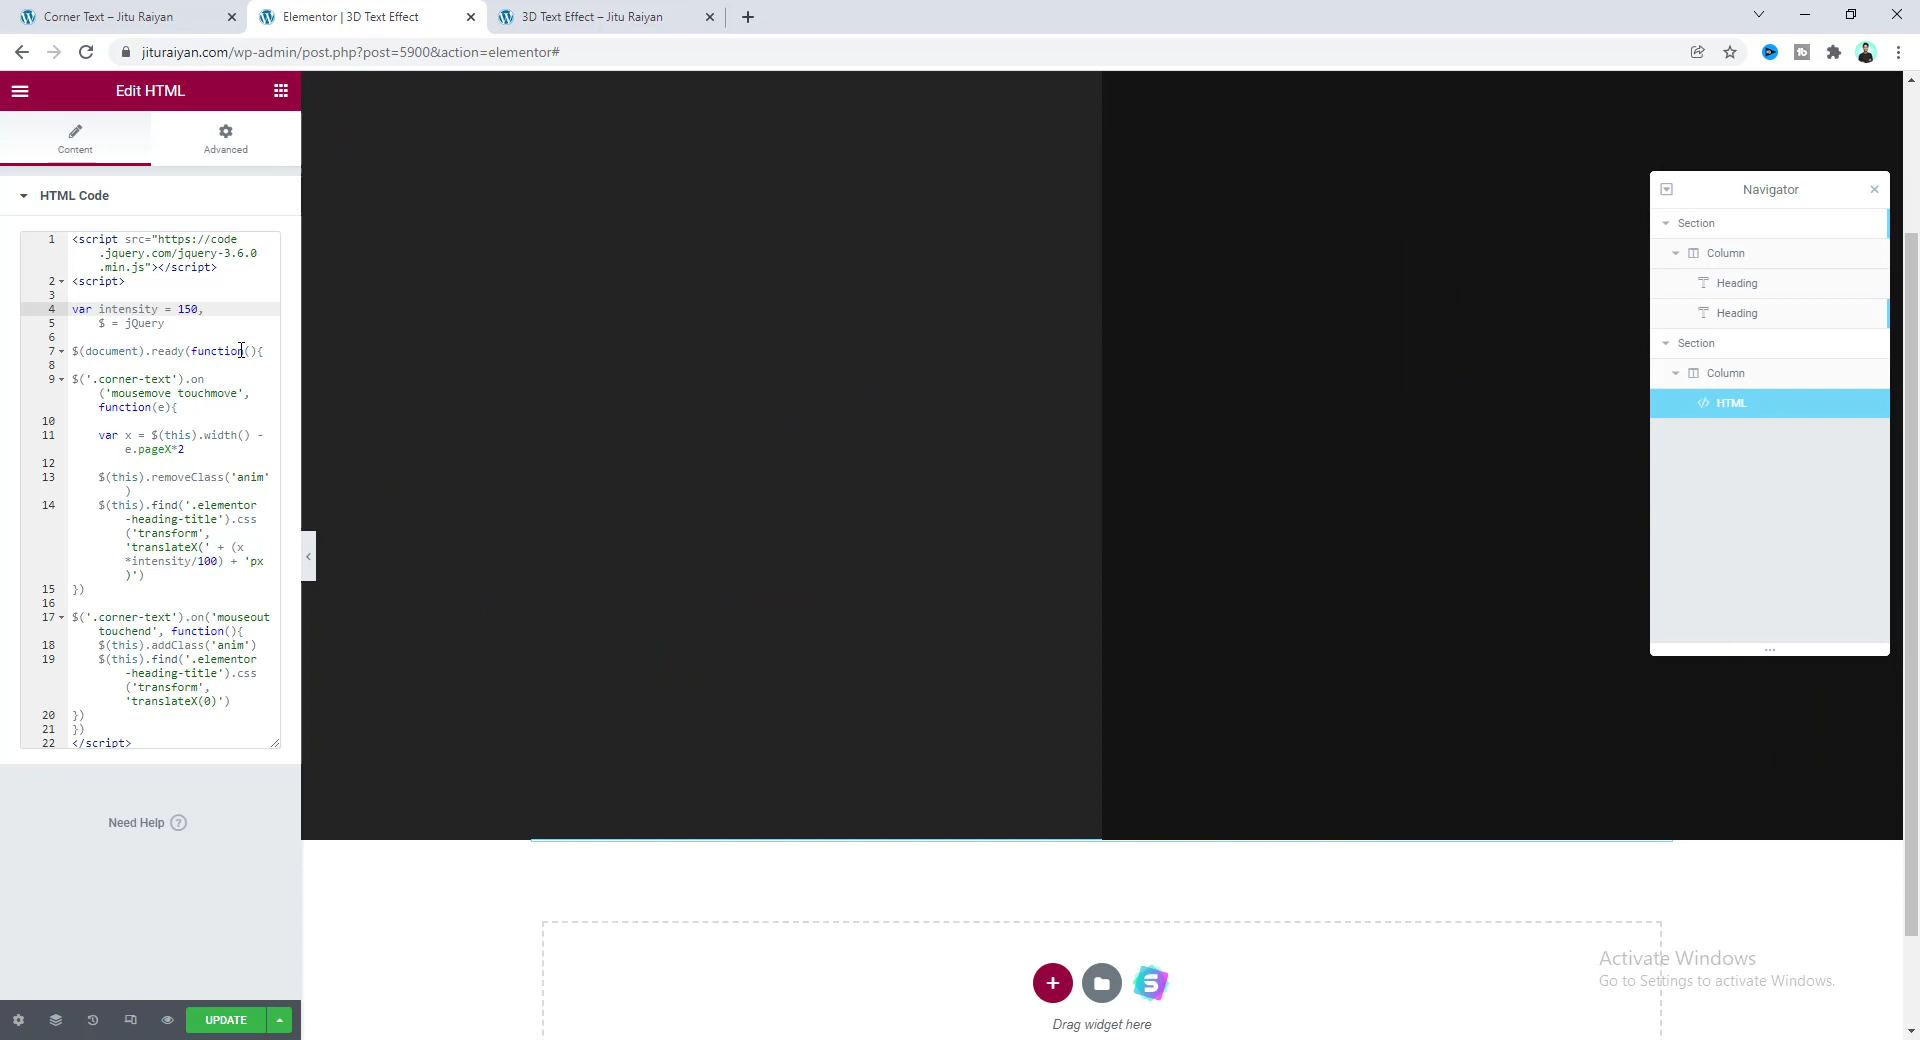 Corner Text – Jitu Raiyan
Elementor | 3D Text Effect
3D Text Effect – Jitu Raiyan
jituraiyan.com/wp-admin/post.php?post=5900&action=elementor#
Edit HTML
Content
Advanced
HTML Code
1 <script src="https://code
.jquery.com/jquery-3.6.0
.min.js"></script>
2 <script>
3
4 var intensity = 150,
5 $ = jQuery
6
7 $(document).ready(function(){
8
9 $('.corner-text').on
('mousemove touchmove',
function(e){
10
11 var x = $(this).width() -
e.pageX*2
12
13 $(this).removeClass('anim'
)
14 $(this).find('.elementor
-heading-title').css
('transform',
'translateX(' + (x
*intensity/100) + 'px
)')
15 })
16
17 $('.corner-text').on('mouseout
touchend', function(){
18 $(this).addClass('anim')
19 $(this).find('.elementor
-heading-title').css
('transform',
'translateX(0)')
20 })
21 })
22 </script>
Need Help ?
UPDATE
Navigator
Section
Column
Heading
Heading
Section
Column
HTML
S
Drag widget here
Activate Windows
Go to Settings to activate Windows.